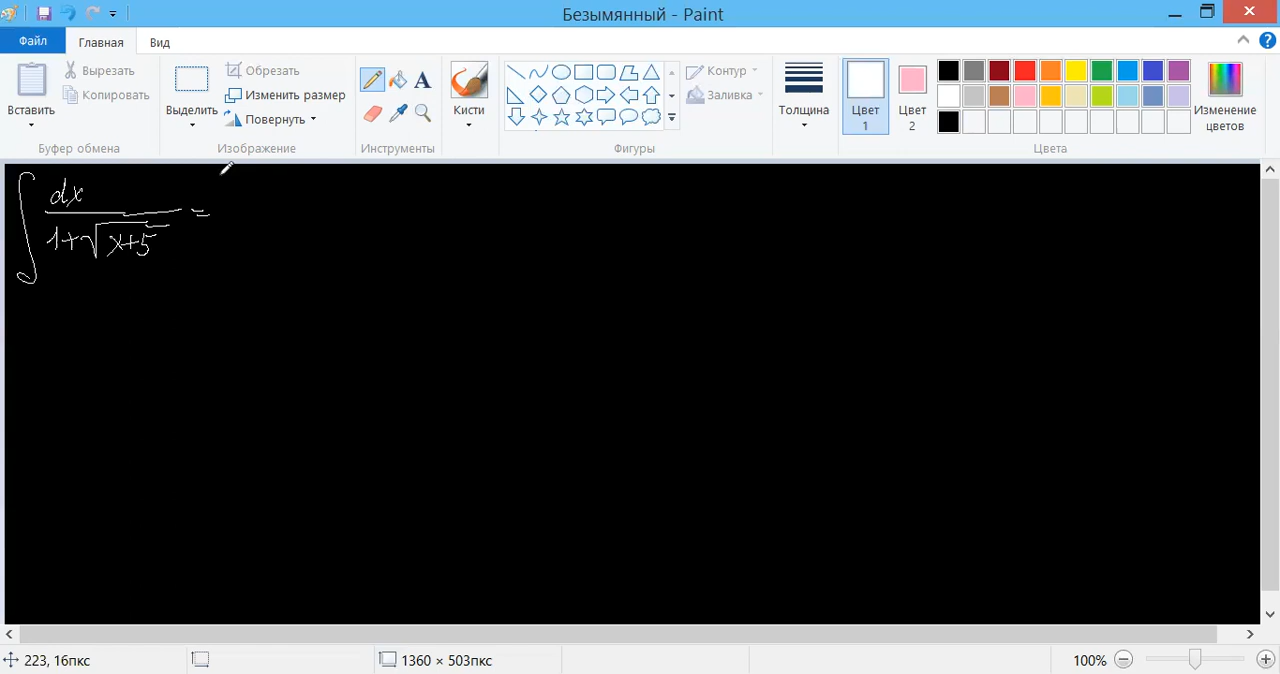 Безымянный - Paint
Файл Главная Вид
Вставить
Вырезать
Копировать
Буфер обмена
Выделить
Обрезать
Изменить размер
Повернуть
Изображение
A
Инструменты
Кисти
Контур
Заливка
Фигуры
Толщина
Цвет 1
Цвет 2
Изменение цветов
Цвета
∫ dx / (1+√(x+5)) =
223, 16пкс
1360 × 503пкс
100%